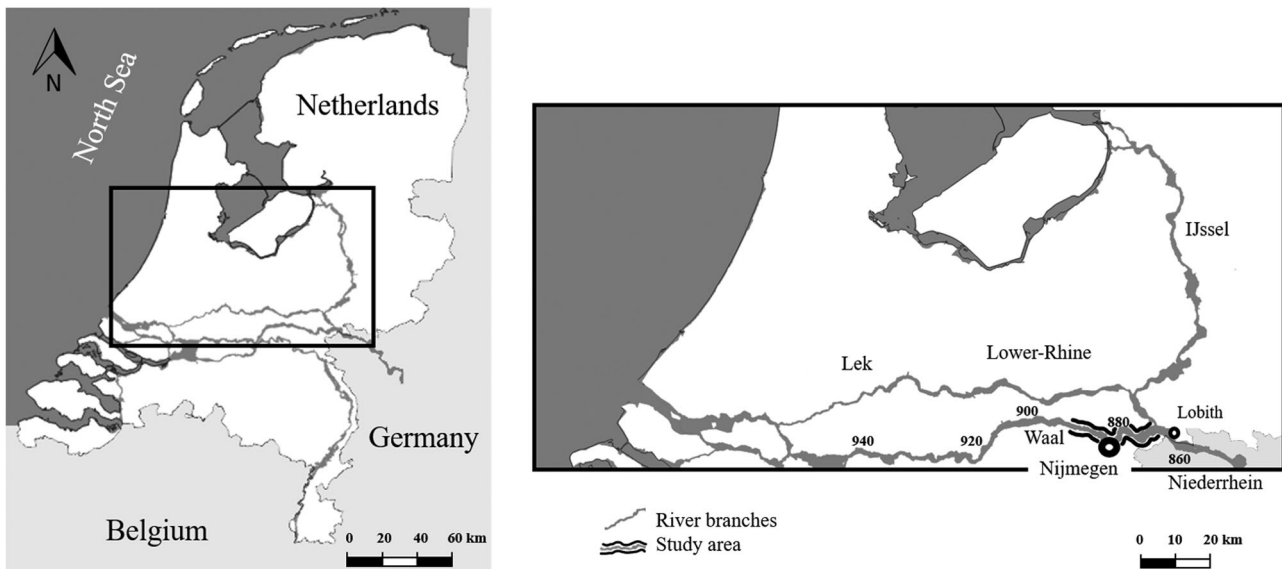 N
North Sea
Netherlands
Germany
Belgium
0 20 40 60 km
IJssel
Lower-Rhine
Lek
Lobith
900
880
Waal
940
920
860
Nijmegen
Niederrhein
River branches
Study area
0 10 20 km